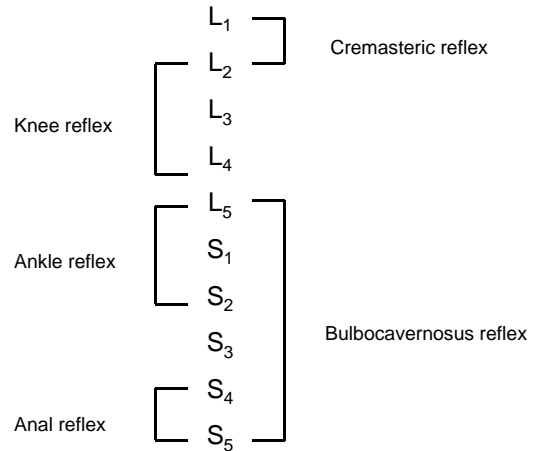 L₁
Cremasteric reflex
L₂
L₃
Knee reflex
L₄
L₅
S₁
Ankle reflex
S₂
Bulbocavernosus reflex
S₃
S₄
Anal reflex
S₅